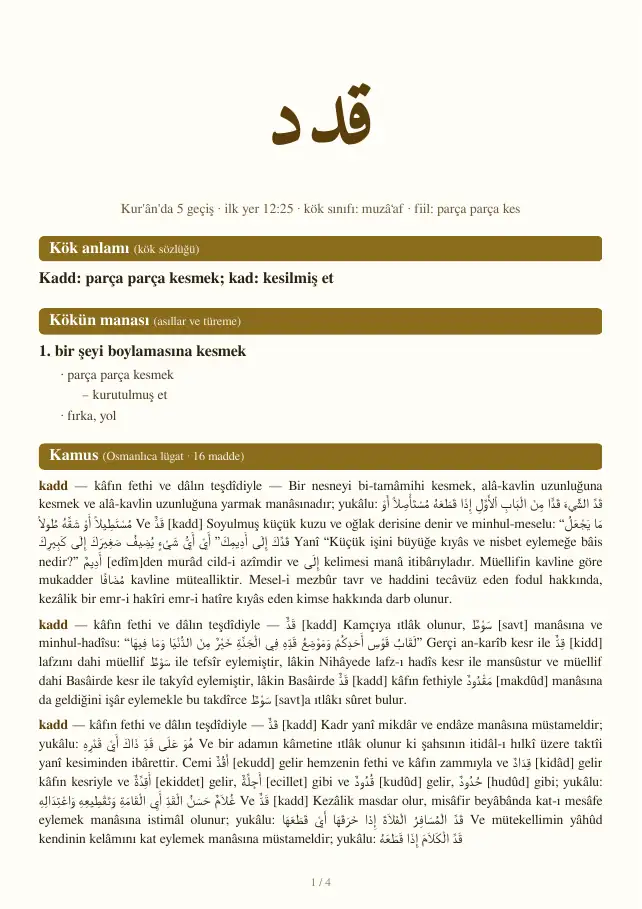 قد د
Kur'ân'da 5 geçiş · ilk yer 12:25 · kök sınıfı: muzâ'af · fiil: parça parça kes
Kök anlamı (kök sözlüğü)
Kadd: parça parça kesmek; kad: kesilmiş et
Kökün manası (asıllar ve türeme)
1. bir şeyi boylamasına kesmek
· parça parça kesmek
– kurutulmuş et
· fırka, yol
Kamus (Osmanlıca lügat · 16 madde)
kadd — kâfın fethi ve dâlın teşdîdiyle — Bir nesneyi bi-tamâmihi kesmek, alâ-kavlin uzunluğuna
kesmek ve alâ-kavlin uzunluğuna yarmak manâsınadır; yukâlu: قَدَّ الشَّيءَ قَدًّا مِنَ الْبَابِ الْأَوَّلِ إِذَا قَطَعَهُ مُسْتَأْصِلاً أَوْ
مُسْتَطِيلاً أَوْ شَقَّهُ طُولاً Ve قَدٌّ [kadd] Soyulmuş küçük kuzu ve oğlak derisine denir ve minhul-meselu: “مَا يَجْعَلُ
قَدَّكَ إِلَى أَدِيمِكَ” أَيْ أَيُّ شَيْءٍ يُضِيفُ صَغِيرَكَ إِلَى كَبِيرِكَ Yanî “Küçük işini büyüğe kıyâs ve nisbet eylemeğe bâis
nedir?” أَدِيمٌ [edîm]den murâd cild-i azîmdir ve إِلَى kelimesi manâ itibârıyladır. Müellifin kavline göre
mukadder مُضَافًا kavline mütealliktir. Mesel-i mezbûr tavr ve haddini tecâvüz eden fodul hakkında,
kezâlik bir emr-i hakîri emr-i hatîre kıyâs eden kimse hakkında darb olunur.
kadd — kâfın fethi ve dâlın teşdîdiyle — قَدٌّ [kadd] Kamçıya ıtlâk olunur, سَوْطٌ [savt] manâsına ve
minhul-hadîsu: “لَقَابُ قَوْسِ أَحَدِكُمْ وَمَوْضِعُ قَدِّهِ فِي الْجَنَّةِ خَيْرٌ مِنَ الدُّنْيَا وَمَا فِيهَا” Gerçi an-karîb kesr ile قِدٌّ [kidd]
lafzını dahi müellif سَوْطٌ ile tefsîr eylemiştir, lâkin Nihâyede lafz-ı hadîs kesr ile mansûstur ve müellif
dahi Basâirde kesr ile takyîd eylemiştir, lâkin Basâirde قَدٌّ [kadd] kâfın fethiyle مَقْدُودٌ [makdûd] manâsına
da geldiğini işâr eylemekle bu takdîrce سَوْطٌ [savt]a ıtlâkı sûret bulur.
kadd — kâfın fethi ve dâlın teşdîdiyle — قَدٌّ [kadd] Kadr yanî mikdâr ve endâze manâsına müstameldir;
yukâlu: هُوَ عَلَى قَدِّ ذَاكَ أَيْ قَدْرِهِ Ve bir adamın kâmetine ıtlâk olunur ki şahsının itidâl-i hılkî üzere taktîi
yanî kesiminden ibârettir. Cemi أَقُدٌّ [ekudd] gelir hemzenin fethi ve kâfın zammıyla ve قِدَادٌ [kidâd] gelir
kâfın kesriyle ve أَقِدَّةٌ [ekiddet] gelir, أَجِلَّةٌ [ecillet] gibi ve قُدُودٌ [kudûd] gelir, حُدُودٌ [hudûd] gibi; yukâlu:
غُلَامٌ حَسَنُ الْقَدِّ أَيِ الْقَامَةِ وَتَقْطِيعِهِ وَاعْتِدَالِهِ Ve قَدٌّ [kadd] Kezâlik masdar olur, misâfir beyâbânda kat-ı mesâfe
eylemek manâsına istimâl olunur; yukâlu: قَدَّ الْمُسَافِرُ الْفَلَاةَ إِذَا خَرَقَهَا أَيْ قَطَعَهَا Ve mütekellimin yâhûd
kendinin kelâmını kat eylemek manâsına müstameldir; yukâlu: قَدَّ الْكَلَامَ إِذَا قَطَعَهُ
1 / 4